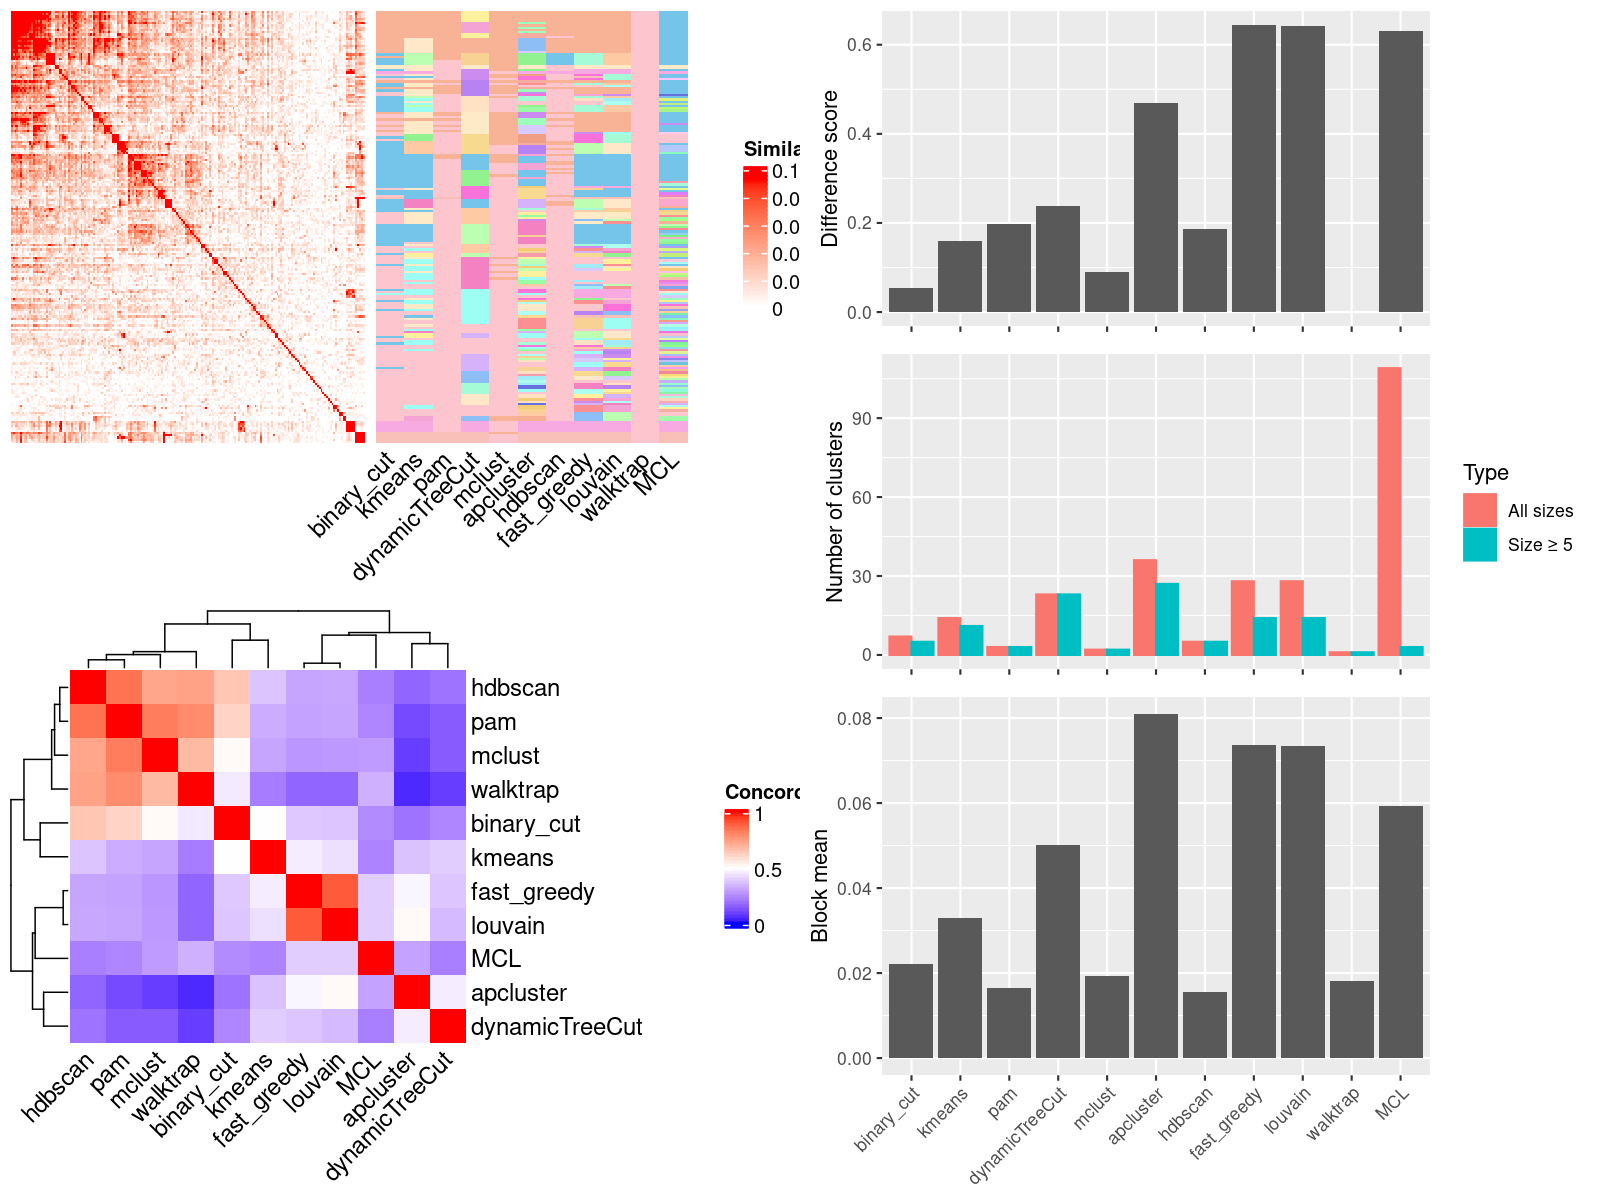 Simila
0.1
0.0
0.0
0.0
0
binary_cut
kmeans
pam
dynamicTreeCut
mclust
apcluster
hdbscan
fast_greedy
louvain
walktrap
MCL
hdbscan
pam
mclust
walktrap
binary_cut
kmeans
fast_greedy
louvain
MCL
apcluster
dynamicTreeCut
hdbscan
pam
mclust
walktrap
binary_cut
kmeans
fast_greedy
louvain
MCL
apcluster
dynamicTreeCut
Concord
1
0.5
0
Difference score
0.6
0.4
0.2
0.0
Number of clusters
90
60
30
0
Type
All sizes
Size ≥ 5
Block mean
0.08
0.06
0.04
0.02
0.00
binary_cut
kmeans
pam
dynamicTreeCut
mclust
apcluster
hdbscan
fast_greedy
louvain
walktrap
MCL